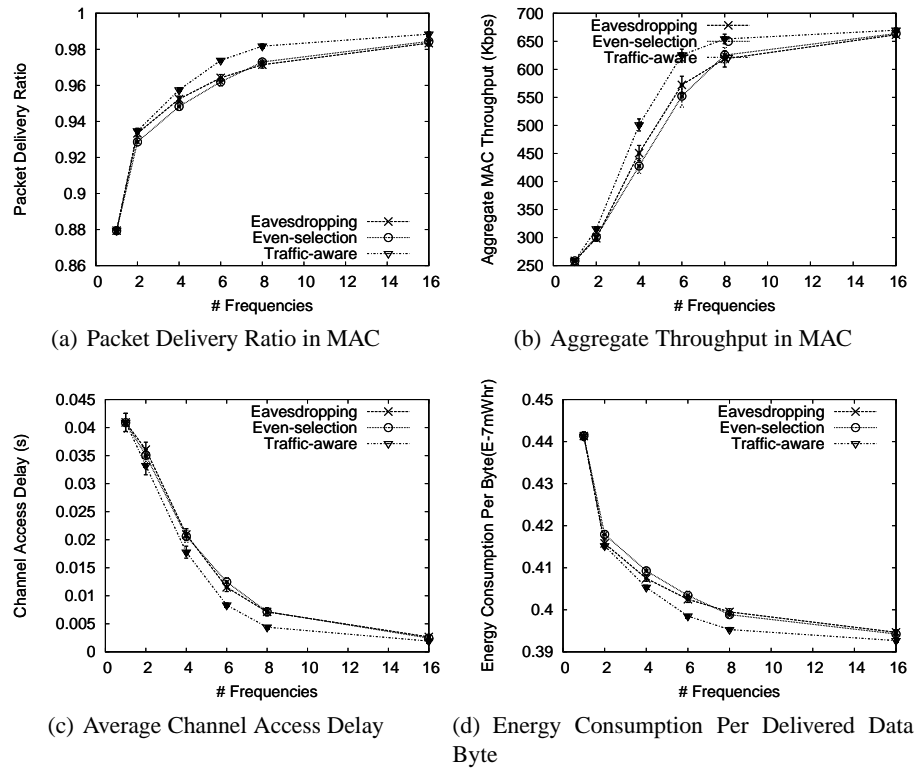 Packet Delivery Ratio
1
0.98
0.96
0.94
0.92
0.9
0.88
0.86
Eavesdropping
Even-selection
Traffic-aware
0 2 4 6 8 10 12 14 16
# Frequencies
(a) Packet Delivery Ratio in MAC
Aggregate MAC Throughput (Kbps)
700
650
600
550
500
450
400
350
300
250
Eavesdropping
Even-selection
Traffic-aware
0 2 4 6 8 10 12 14 16
# Frequencies
(b) Aggregate Throughput in MAC
Channel Access Delay (s)
0.045
0.04
0.035
0.03
0.025
0.02
0.015
0.01
0.005
0
Eavesdropping
Even-selection
Traffic-aware
0 2 4 6 8 10 12 14 16
# Frequencies
(c) Average Channel Access Delay
Energy Consumption Per Byte(E-7mWhr)
0.45
0.44
0.43
0.42
0.41
0.4
0.39
Eavesdropping
Even-selection
Traffic-aware
0 2 4 6 8 10 12 14 16
# Frequencies
(d) Energy Consumption Per Delivered Data
Byte